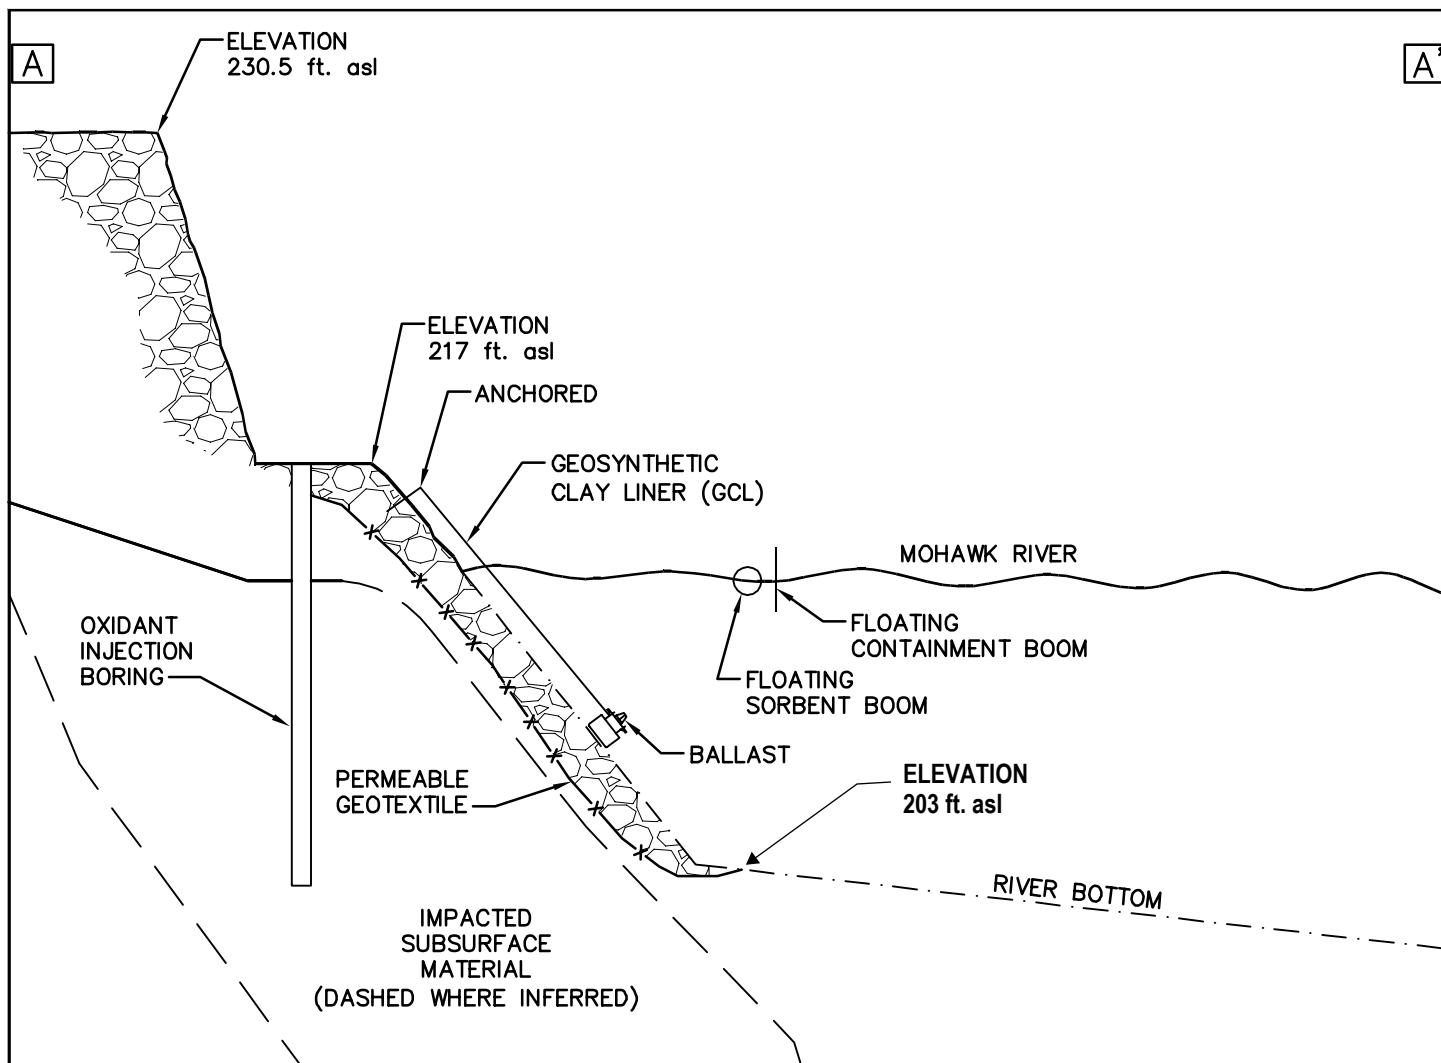 A
A'
ELEVATION
230.5 ft. asl
ELEVATION
217 ft. asl
ANCHORED
GEOSYNTHETIC
CLAY LINER (GCL)
MOHAWK RIVER
FLOATING
CONTAINMENT BOOM
FLOATING
SORBENT BOOM
OXIDANT
INJECTION
BORING
BALLAST
PERMEABLE
GEOTEXTILE
ELEVATION
203 ft. asl
RIVER BOTTOM
IMPACTED
SUBSURFACE
MATERIAL
(DASHED WHERE INFERRED)